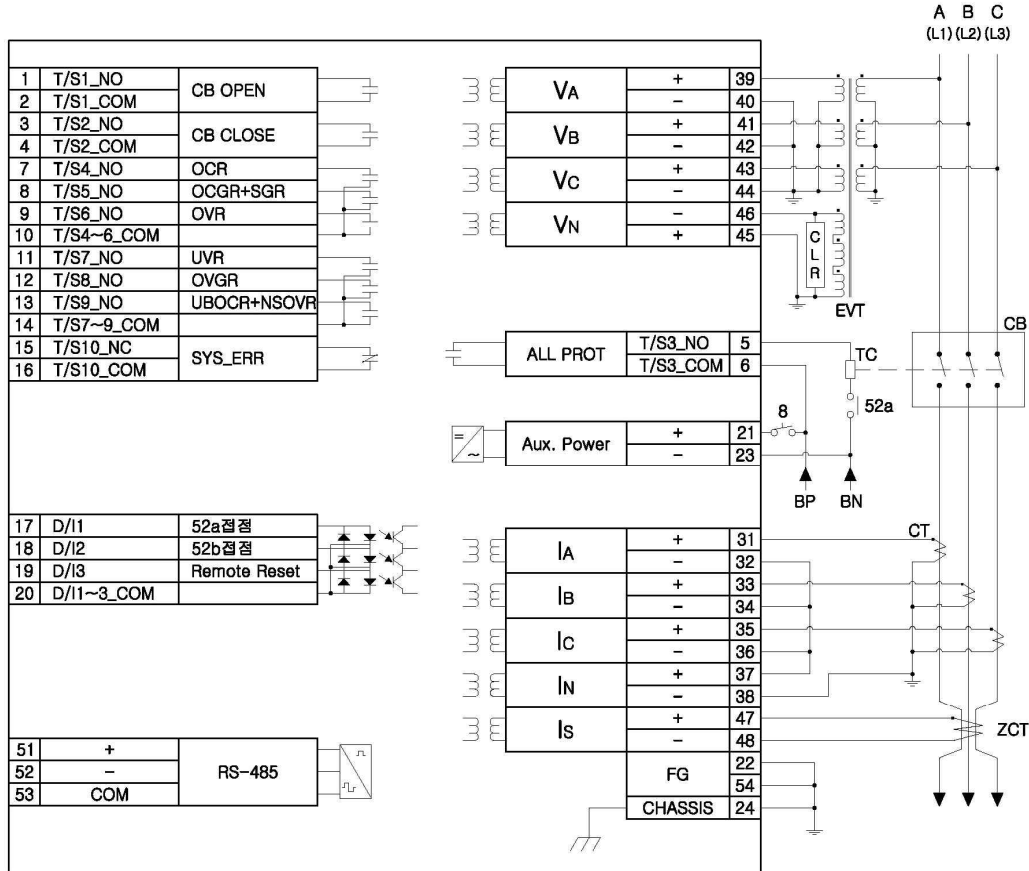 A B C
(L1) (L2) (L3)
1 T/S1_NO CB OPEN
2 T/S1_COM
3 T/S2_NO CB CLOSE
4 T/S2_COM
7 T/S4_NO OCR
8 T/S5_NO OCGR+SGR
9 T/S6_NO OVR
10 T/S4~6_COM
11 T/S7_NO UVR
12 T/S8_NO OVGR
13 T/S9_NO UBOCR+NSOVR
14 T/S7~9_COM
15 T/S10_NC SYS_ERR
16 T/S10_COM
17 D/I1 52a접점
18 D/I2 52b접점
19 D/I3 Remote Reset
20 D/I1~3_COM
51 + RS-485
52 −
53 COM
VA + 39
− 40
VB + 41
− 42
VC + 43
− 44
VN − 46
+ 45
CLR
EVT
ALL PROT T/S3_NO 5
T/S3_COM 6
TC
CB
52a
8
Aux. Power + 21
− 23
BP BN
IA + 31
− 32
IB + 33
− 34
IC + 35
− 36
IN + 37
− 38
IS + 47
− 48
FG 22
54
CHASSIS 24
CT
ZCT